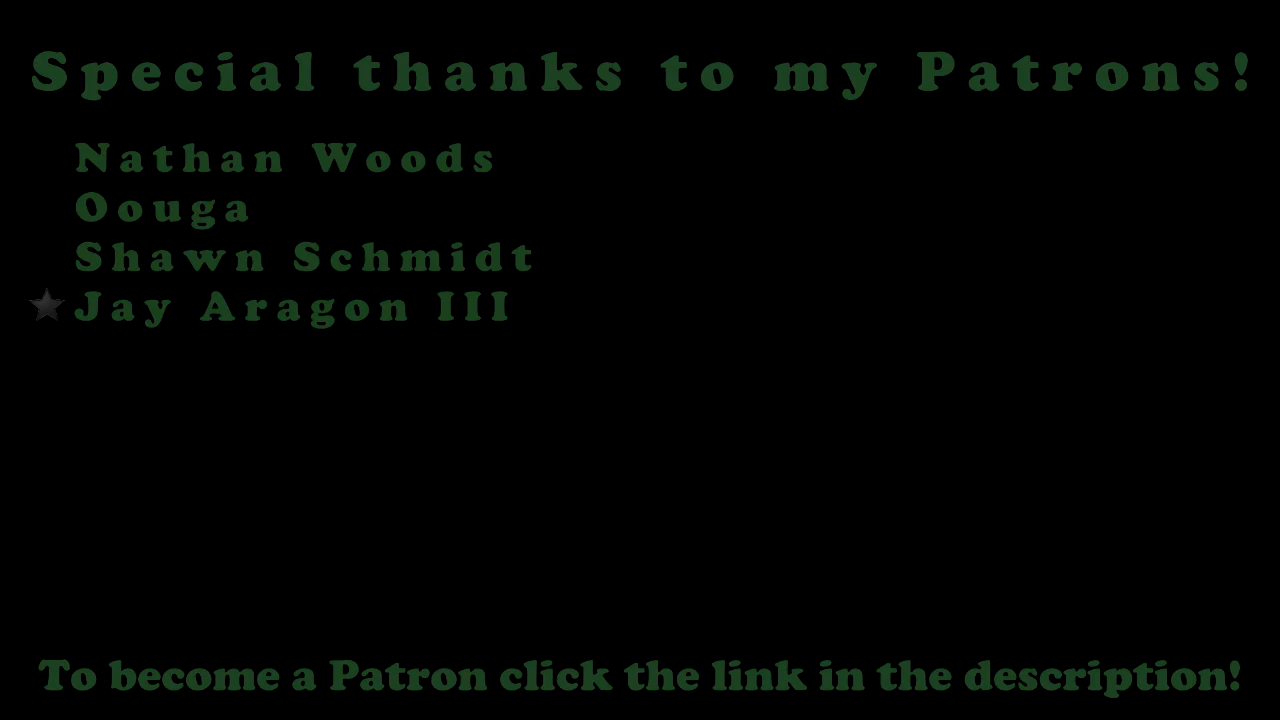 Special thanks to my Patrons!
Nathan Woods
Oouga
Shawn Schmidt
Jay Aragon III
To become a Patron click the link in the description!